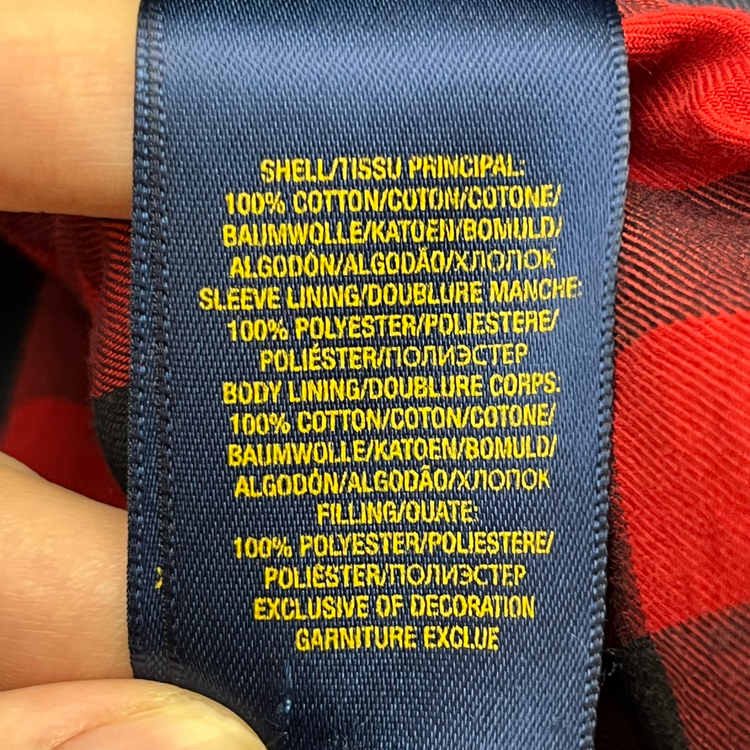 SHELL/TISSU PRINCIPAL:
100% COTTON/COTON/COTONE/
BAUMWOLLE/KATOEN/BOMULD/
ALGODÓN/ALGODÃO/ХЛОПОК
SLEEVE LINING/DOUBLURE MANCHE:
100% POLYESTER/POLIESTERE/
POLIÉSTER/ПОЛИЭСТЕР
BODY LINING/DOUBLURE CORPS:
100% COTTON/COTON/COTONE/
BAUMWOLLE/KATOEN/BOMULD/
ALGODÓN/ALGODÃO/ХЛОПОК
FILLING/OUATE:
100% POLYESTER/POLIESTERE/
POLIÉSTER/ПОЛИЭСТЕР
EXCLUSIVE OF DECORATION
GARNITURE EXCLUE